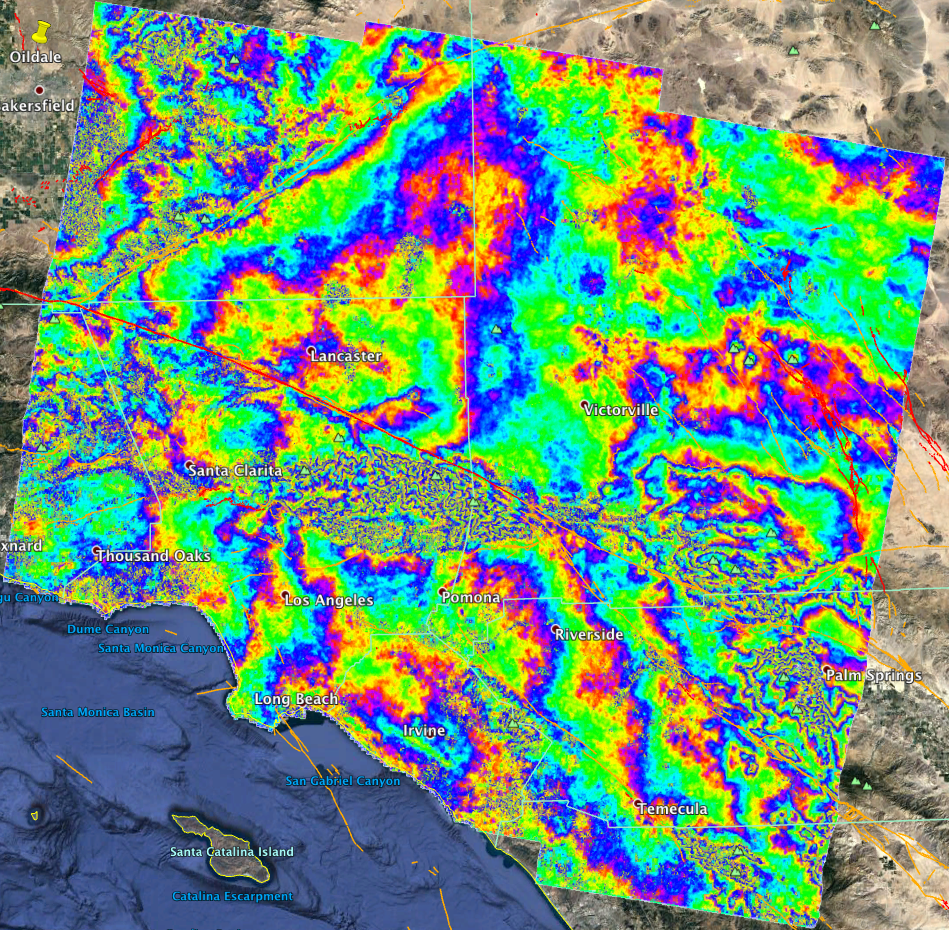 Oildale
akersfield
Lancaster
Victorville
Santa Clarita
xnard
Thousand Oaks
gu Canyon
Los Angeles
Pomona
Dume Canyon
Riverside
Santa Monica Canyon
Palm Springs
Long Beach
Santa Monica Basin
Irvine
San Gabriel Canyon
Temecula
Santa Catalina Island
Catalina Escarpment